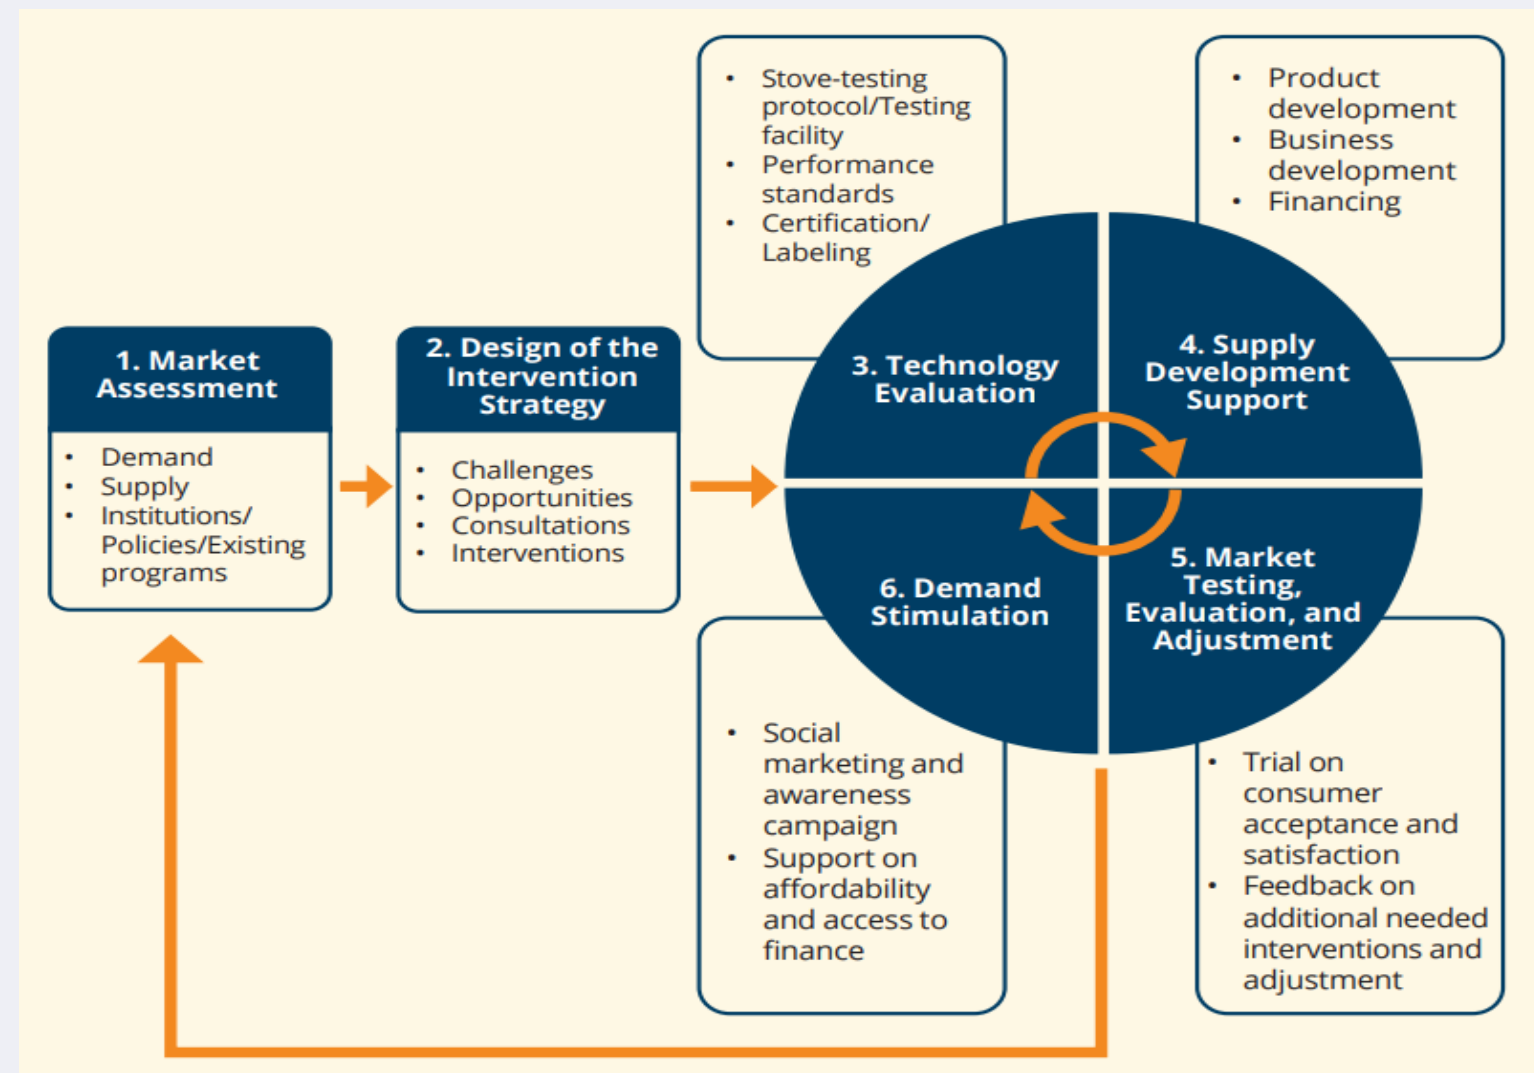 1. Market
Assessment
• Demand
• Supply
• Institutions/
Policies/Existing
programs
2. Design of the
Intervention
Strategy
• Challenges
• Opportunities
• Consultations
• Interventions
• Stove-testing
protocol/Testing
facility
• Performance
standards
• Certification/
Labeling
3. Technology
Evaluation
• Product
development
• Business
development
• Financing
4. Supply
Development
Support
5. Market
Testing,
Evaluation, and
Adjustment
• Trial on
consumer
acceptance and
satisfaction
• Feedback on
additional needed
interventions and
adjustment
6. Demand
Stimulation
• Social
marketing and
awareness
campaign
• Support on
affordability
and access to
finance